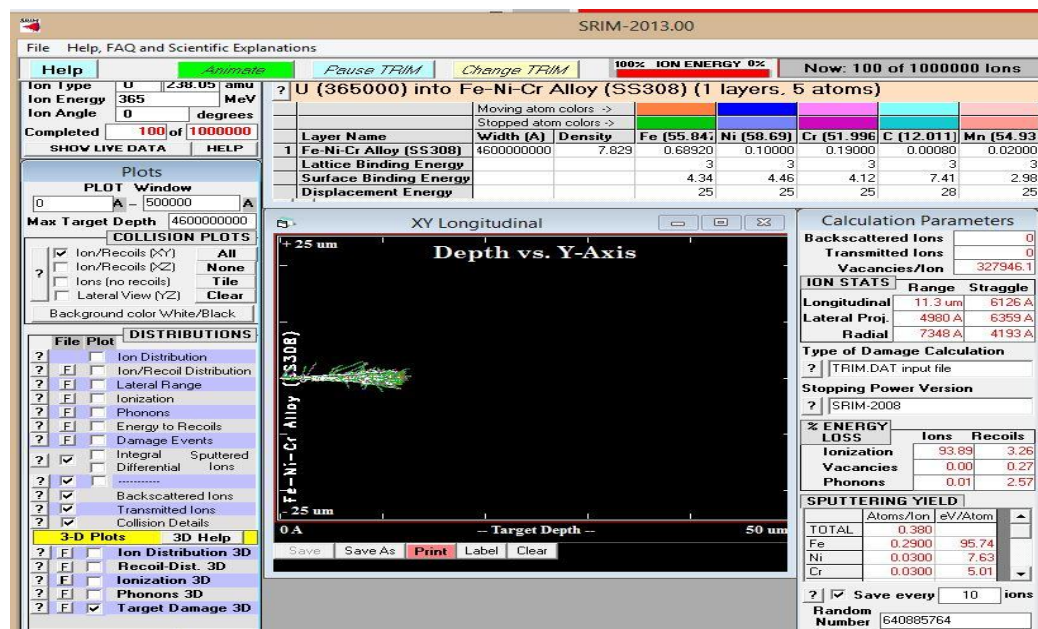 SRIM-2013.00
File Help, FAQ and Scientific Explanations
Help Animate Pause TRIM Change TRIM 100% ION ENERGY 0% Now: 100 of 1000000 Ions
Ion Type U 238.05 amu
Ion Energy 365 MeV
Ion Angle 0 degrees
Completed 100 of 1000000
SHOW LIVE DATA HELP
? U (365000) into Fe-Ni-Cr Alloy (SS308) (1 layers, 5 atoms)
Moving atom colors ->
Stopped atom colors ->
Layer Name Width (A) Density Fe (55.847 Ni (58.69) Cr (51.996 C (12.011) Mn (54.93
1 Fe-Ni-Cr Alloy (SS308) 4600000000 7.829 0.68920 0.10000 0.19000 0.00080 0.02000
Lattice Binding Energy 3 3 3 3 3
Surface Binding Energy 4.34 4.46 4.12 7.41 2.98
Displacement Energy 25 25 25 28 25
Plots
PLOT Window
0 A - 500000 A
Max Target Depth 4600000000
COLLISION PLOTS
Ion/Recoils (XY) All
Ion/Recoils (XZ) None
? Ions (no recoils) Tile
Lateral View (YZ) Clear
Background color White/Black
DISTRIBUTIONS
File Plot
? Ion Distribution
? F Ion/Recoil Distribution
? F Lateral Range
? F Ionization
? F Phonons
? F Energy to Recoils
? F Damage Events
? Integral Sputtered
Differential Ions
? ----------
? Backscattered Ions
? Transmitted Ions
? Collision Details
3-D Plots 3D Help
? F Ion Distribution 3D
? F Recoil-Dist. 3D
? F Ionization 3D
? F Phonons 3D
? F Target Damage 3D
XY Longitudinal
+ 25 um
Depth vs. Y-Axis
Fe-Ni-Cr Alloy (SS308)
- 25 um
0 A -- Target Depth -- 50 um
Save Save As Print Label Clear
Calculation Parameters
Backscattered Ions 0
Transmitted Ions 0
Vacancies/Ion 327946.1
ION STATS Range Straggle
Longitudinal 11.3 um 6126 A
Lateral Proj. 4980 A 6359 A
Radial 7348 A 4193 A
Type of Damage Calculation
? TRIM.DAT input file
Stopping Power Version
? SRIM-2008
% ENERGY
LOSS Ions Recoils
Ionization 93.89 3.26
Vacancies 0.00 0.27
Phonons 0.01 2.57
SPUTTERING YIELD
Atoms/Ion eV/Atom
TOTAL 0.380
Fe 0.2900 95.74
Ni 0.0300 7.63
Cr 0.0300 5.01
? Save every 10 ions
Random
Number 640885764